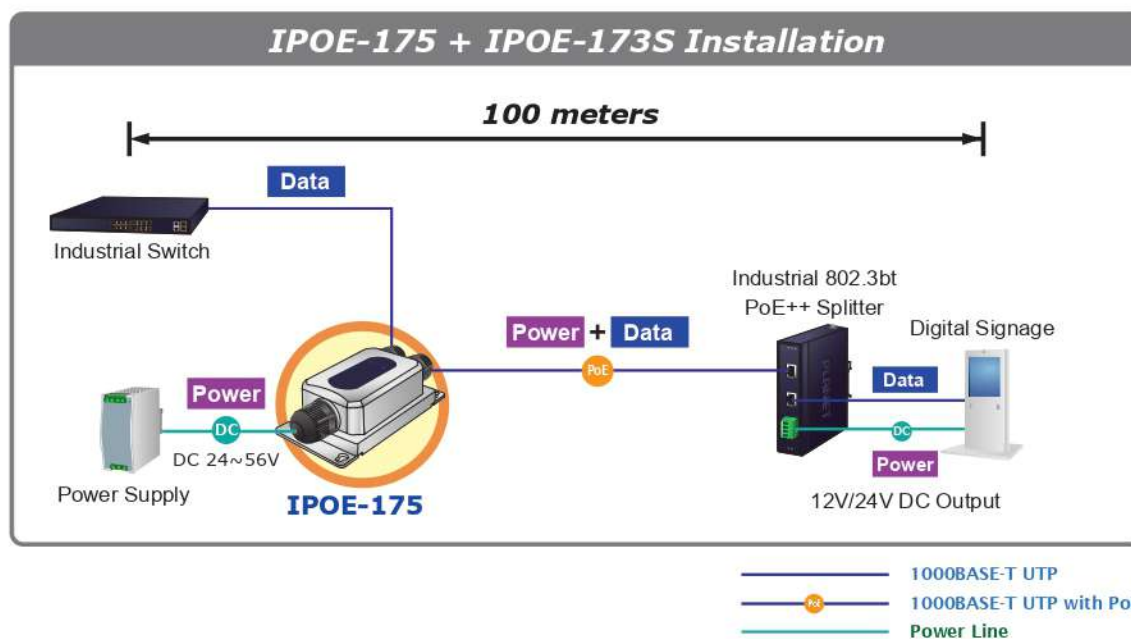 IPOE-175 + IPOE-173S Installation
100 meters
Data
Industrial Switch
Industrial 802.3bt
PoE++ Splitter
Power + Data
PoE
Digital Signage
Power
DC
DC 24~56V
Power Supply
IPOE-175
PLANET
Data
DC
Power
12V/24V DC Output
1000BASE-T UTP
PoE
1000BASE-T UTP with Po
Power Line